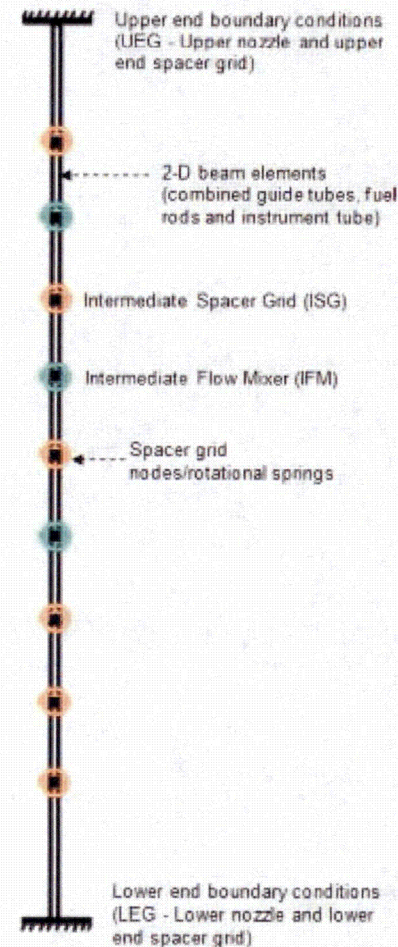 Upper end boundary conditions
(UEG - Upper nozzle and upper
end spacer grid)
2-D beam elements
(combined guide tubes, fuel
rods and instrument tube)
Intermediate Spacer Grid (ISG)
Intermediate Flow Mixer (IFM)
Spacer grid
nodes/rotational springs
Lower end boundary conditions
(LEG - Lower nozzle and lower
end spacer grid)